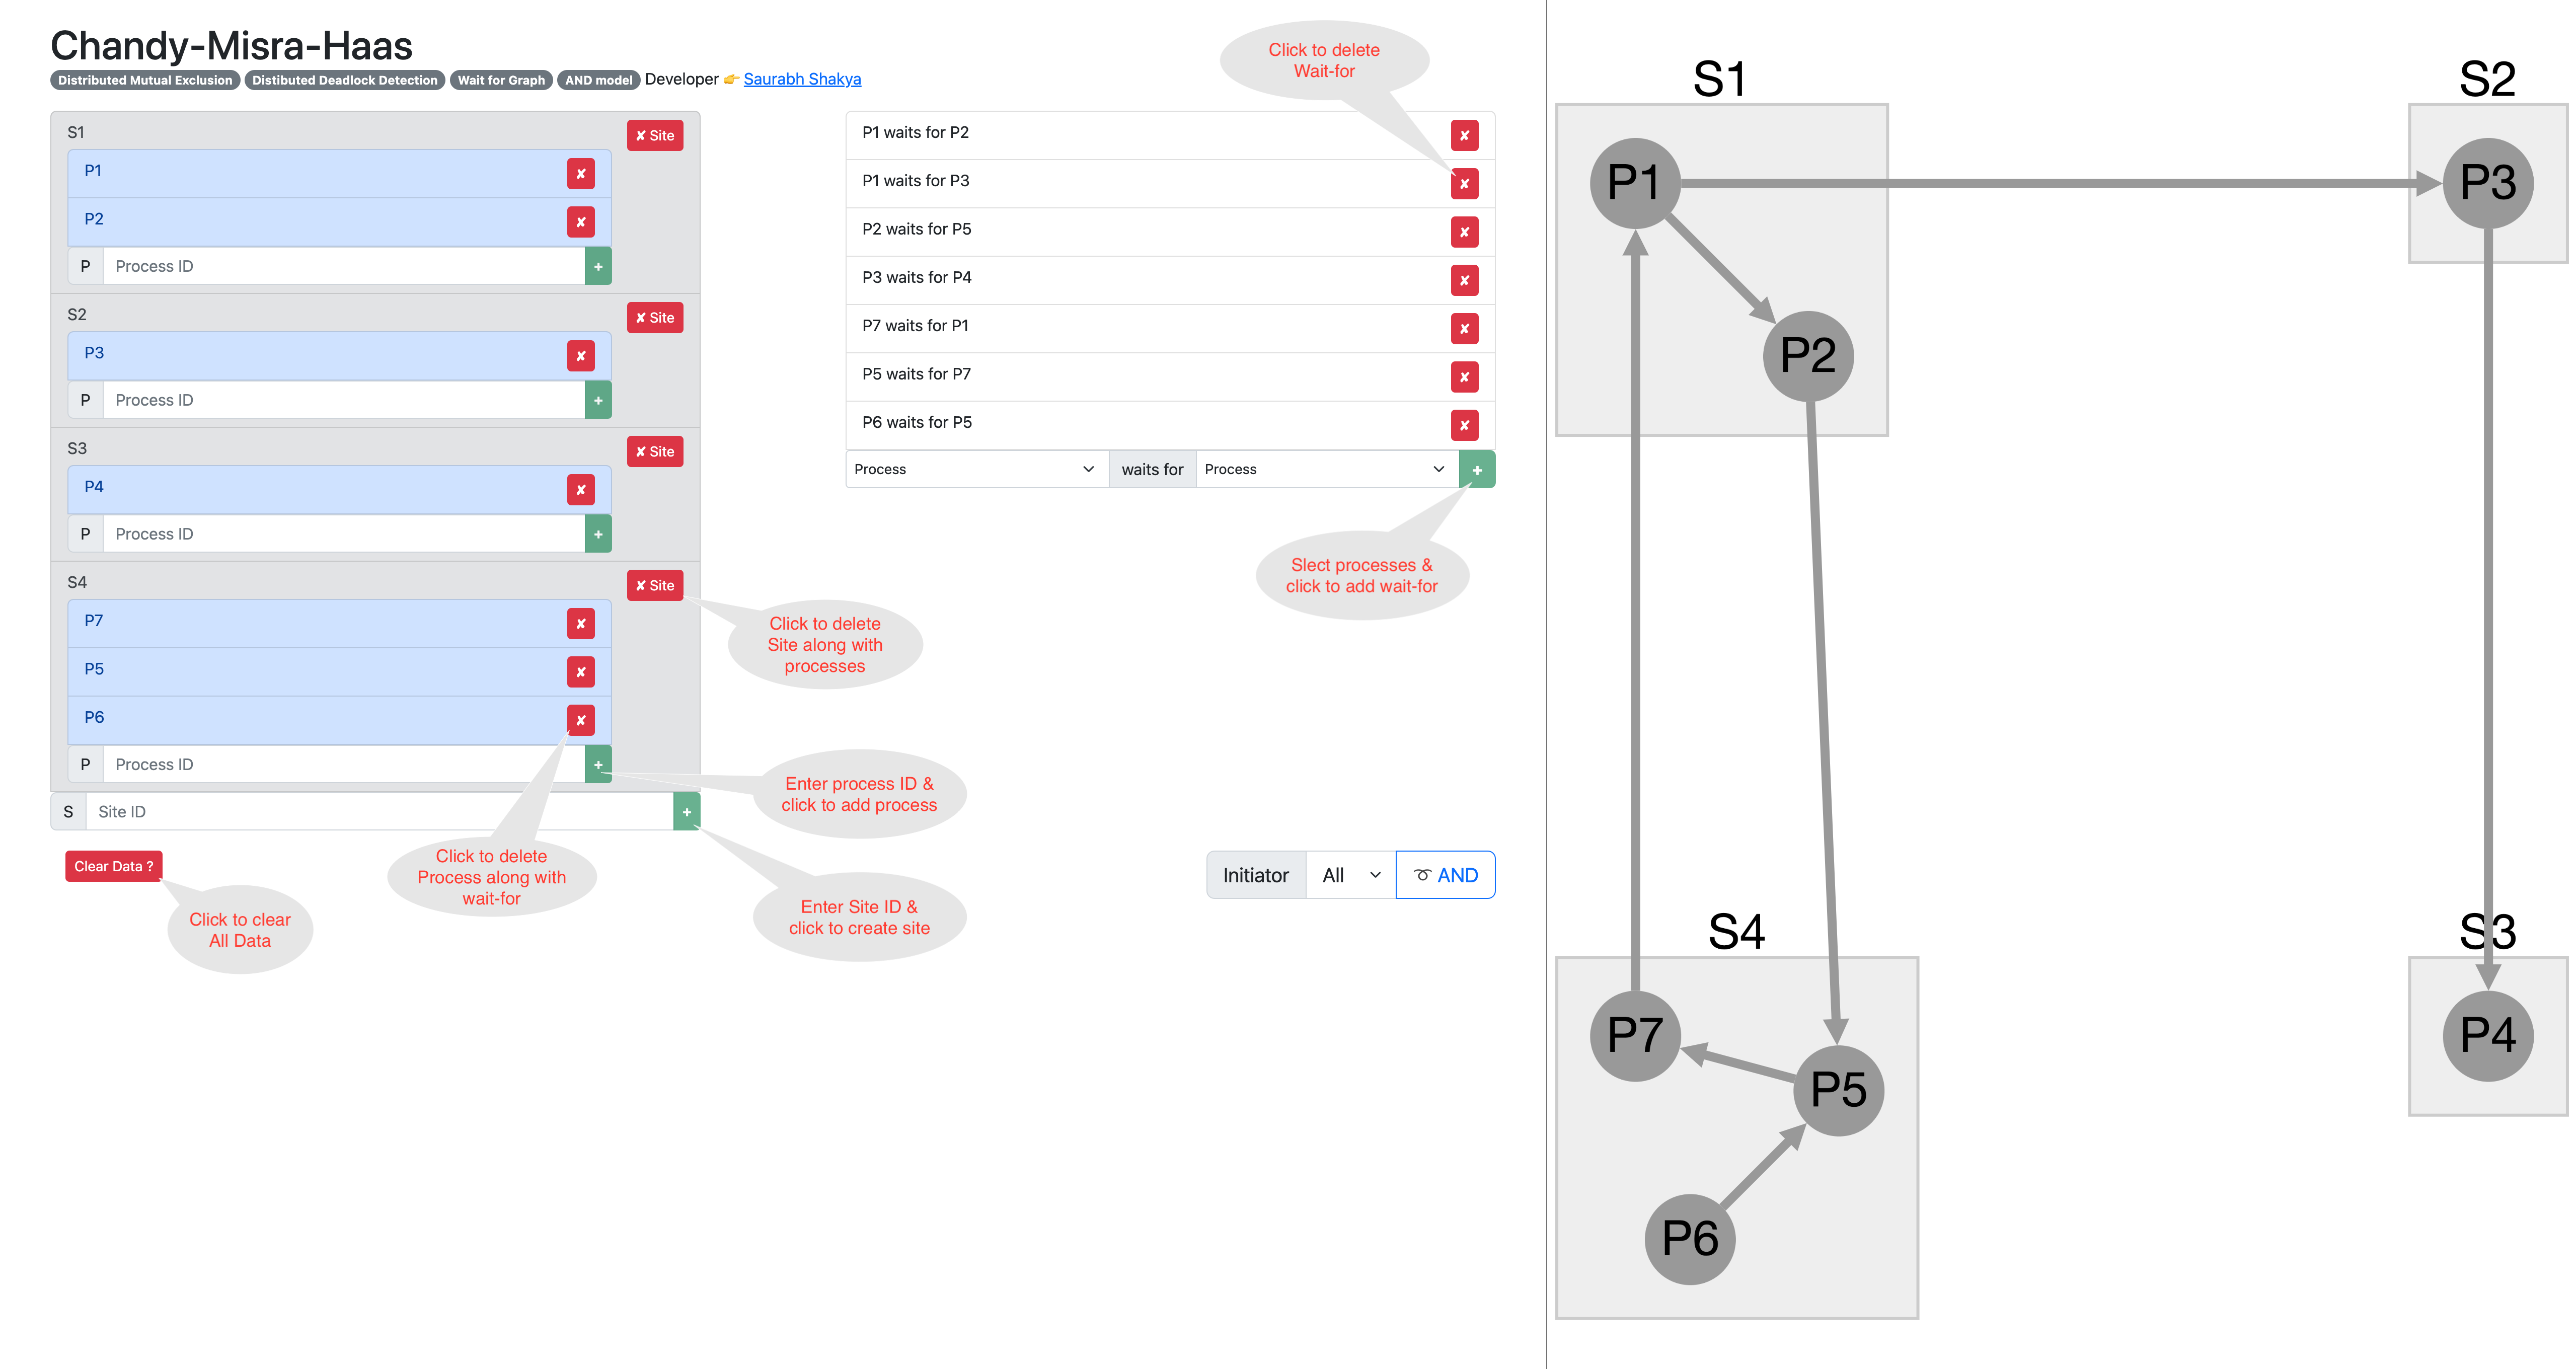 Chandy-Misra-Haas
Distributed Mutual Exclusion Distibuted Deadlock Detection Wait for Graph AND model Developer 👉 Saurabh Shakya
S1
✘ Site
P1
✘
P2
✘
P Process ID +
S2
✘ Site
P3
✘
P Process ID +
S3
✘ Site
P4
✘
P Process ID +
S4
✘ Site
P7
✘
P5
✘
P6
✘
P Process ID +
S Site ID +
Clear Data ?
Click to clear
All Data
Click to delete
Process along with
wait-for
Click to delete
Site along with
processes
Enter process ID &
click to add process
Enter Site ID &
click to create site
Click to delete
Wait-for
P1 waits for P2
✘
P1 waits for P3
✘
P2 waits for P5
✘
P3 waits for P4
✘
P7 waits for P1
✘
P5 waits for P7
✘
P6 waits for P5
✘
Process waits for Process +
Slect processes &
click to add wait-for
Initiator All ➰ AND
S1
P1
P2
S2
P3
S4
P7
P5
P6
S3
P4